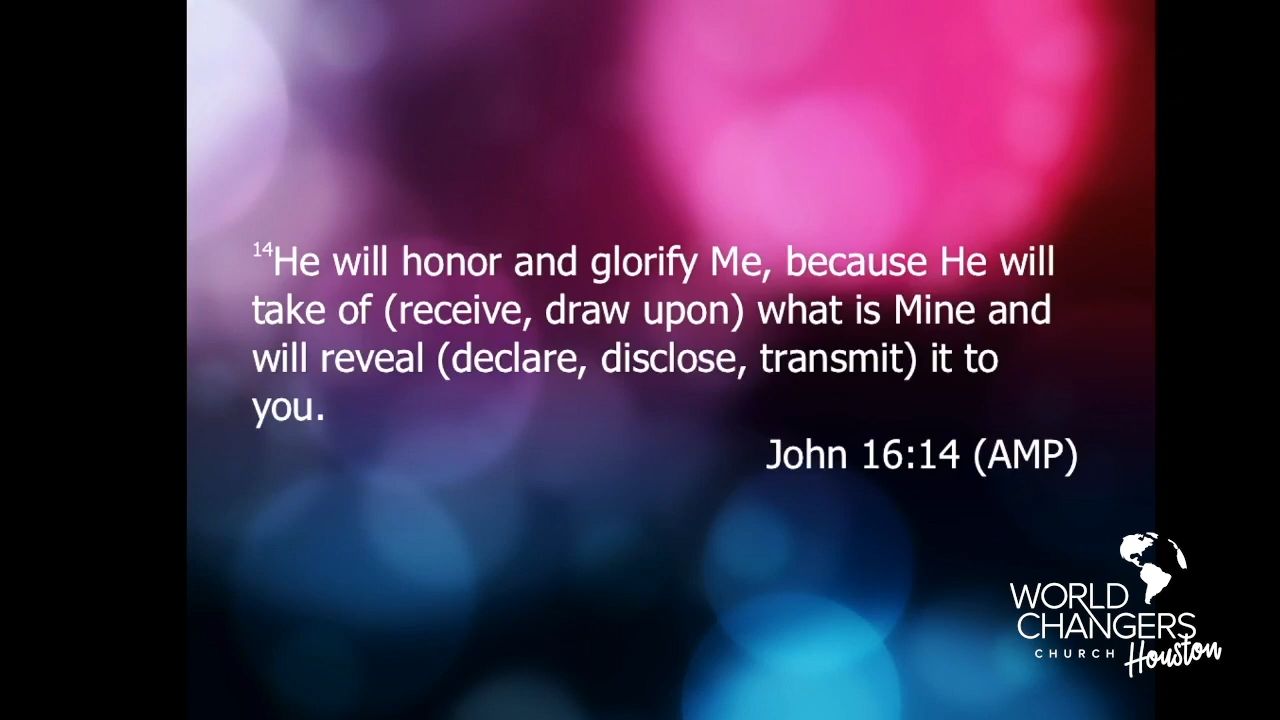 14He will honor and glorify Me, because He will
take of (receive, draw upon) what is Mine and
will reveal (declare, disclose, transmit) it to
you.
John 16:14 (AMP)
WORLD
CHANGERS
CHURCH Houston